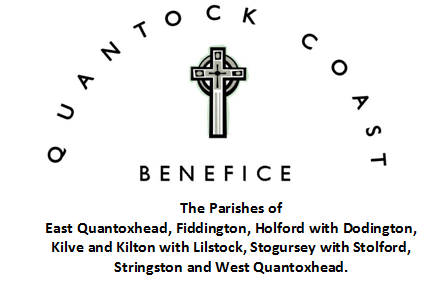 QUANTOCK COAST
BENEFICE
The Parishes of
East Quantoxhead, Fiddington, Holford with Dodington,
Kilve and Kilton with Lilstock, Stogursey with Stolford,
Stringston and West Quantoxhead.